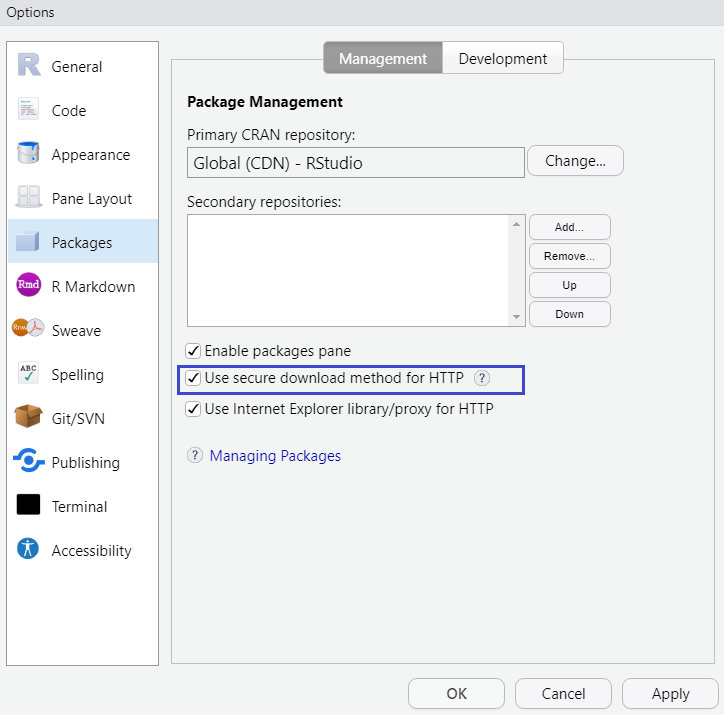 Options
General
Code
Appearance
Pane Layout
Packages
Rmd R Markdown
Rnw Sweave
ABC Spelling
Git/SVN
Publishing
Terminal
Accessibility
Management Development
Package Management
Primary CRAN repository:
Global (CDN) - RStudio Change...
Secondary repositories:
Add...
Remove...
Up
Down
Enable packages pane
Use secure download method for HTTP ?
Use Internet Explorer library/proxy for HTTP
? Managing Packages
OK Cancel Apply